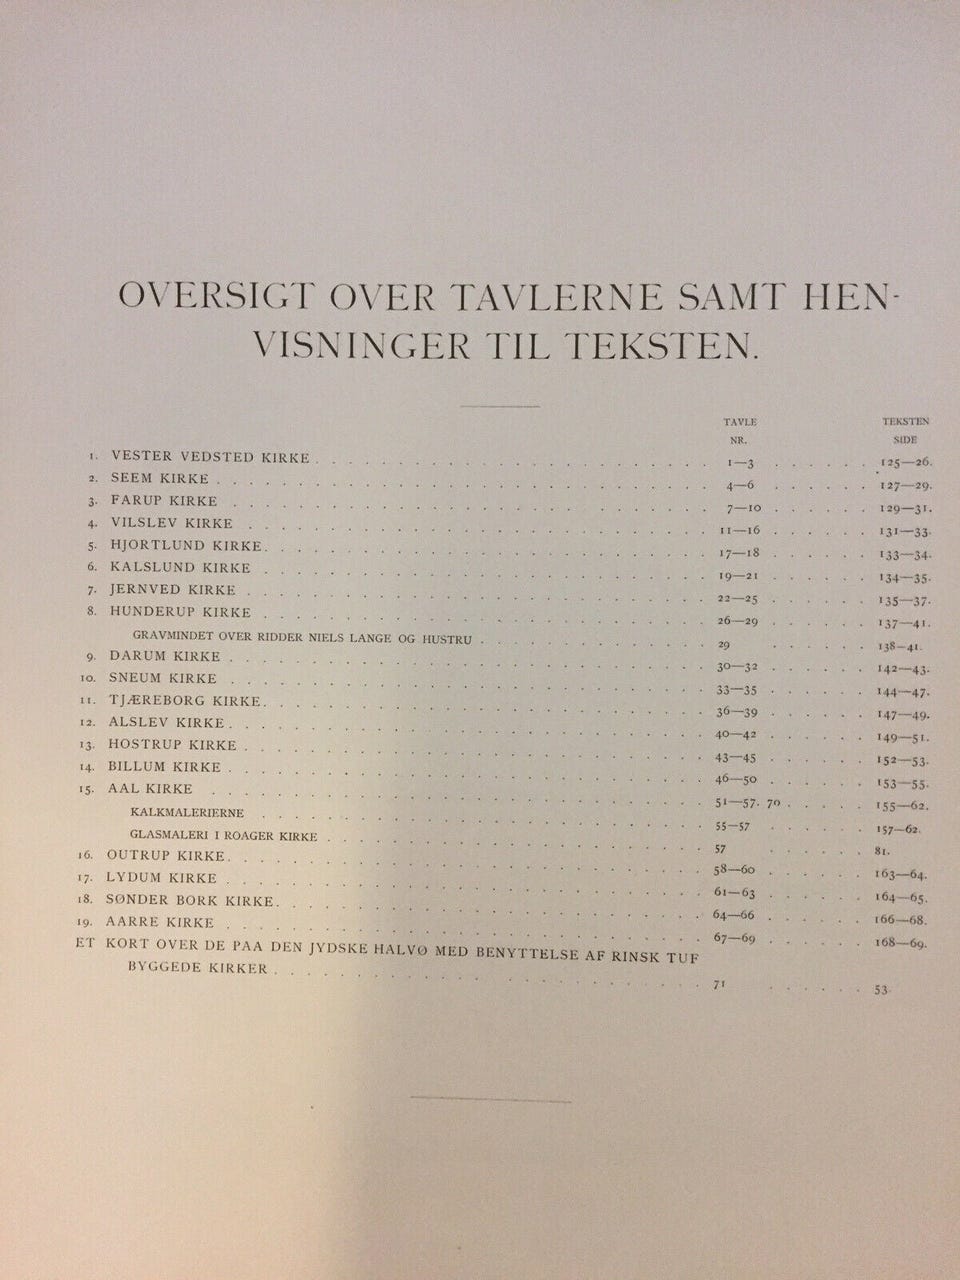 OVERSIGT OVER TAVLERNE SAMT HEN-
VISNINGER TIL TEKSTEN.
TAVLE TEKSTEN
NR. SIDE
1. VESTER VEDSTED KIRKE 1—3 125—26.
2. SEEM KIRKE 4—6 127—29.
3. FARUP KIRKE 7—10 129—31.
4. VILSLEV KIRKE 11—16 131—33.
5. HJORTLUND KIRKE 17—18 133—34.
6. KALSLUND KIRKE 19—21 134—35.
7. JERNVED KIRKE 22—25 135—37.
8. HUNDERUP KIRKE 26—29 137—41.
GRAVMINDET OVER RIDDER NIELS LANGE OG HUSTRU 29 138—41.
9. DARUM KIRKE 30—32 142—43.
10. SNEUM KIRKE 33—35 144—47.
11. TJÆREBORG KIRKE 36—39 147—49.
12. ALSLEV KIRKE 40—42 149—51.
13. HOSTRUP KIRKE 43—45 152—53.
14. BILLUM KIRKE 46—50 153—55.
15. AAL KIRKE 51—57. 70 155—62.
KALKMALERIERNE 55—57 157—62.
GLASMALERI I ROAGER KIRKE 57 81.
16. OUTRUP KIRKE 58—60 163—64.
17. LYDUM KIRKE 61—63 164—65.
18. SØNDER BORK KIRKE 64—66 166—68.
19. AARRE KIRKE 67—69 168—69.
ET KORT OVER DE PAA DEN JYDSKE HALVØ MED BENYTTELSE AF RINSK TUF
BYGGEDE KIRKER 71 53.